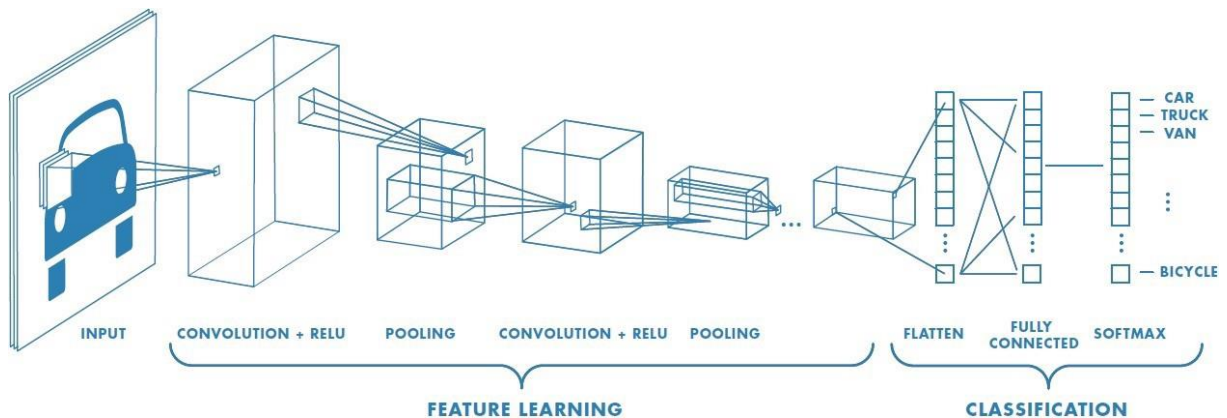 CAR
TRUCK
VAN
BICYCLE
INPUT
CONVOLUTION + RELU
POOLING
CONVOLUTION + RELU
POOLING
FLATTEN
FULLY
CONNECTED
SOFTMAX
FEATURE LEARNING
CLASSIFICATION